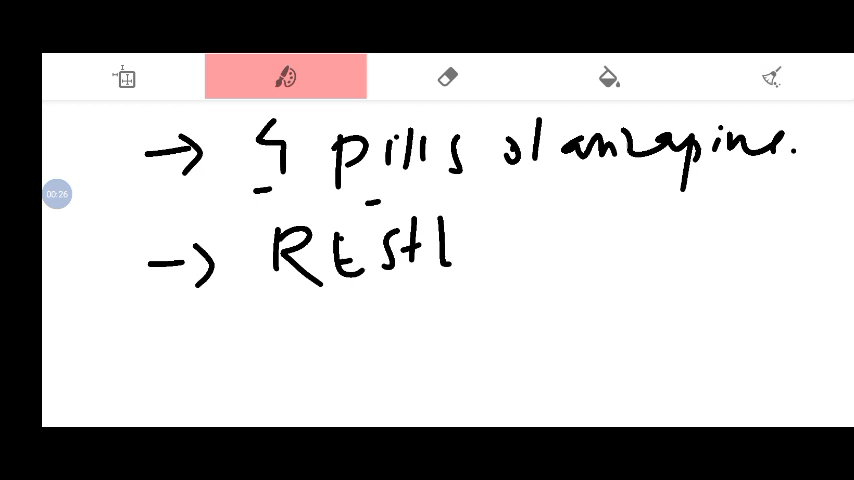 00:26
→ 4 pills olanzapine.
→ REStl